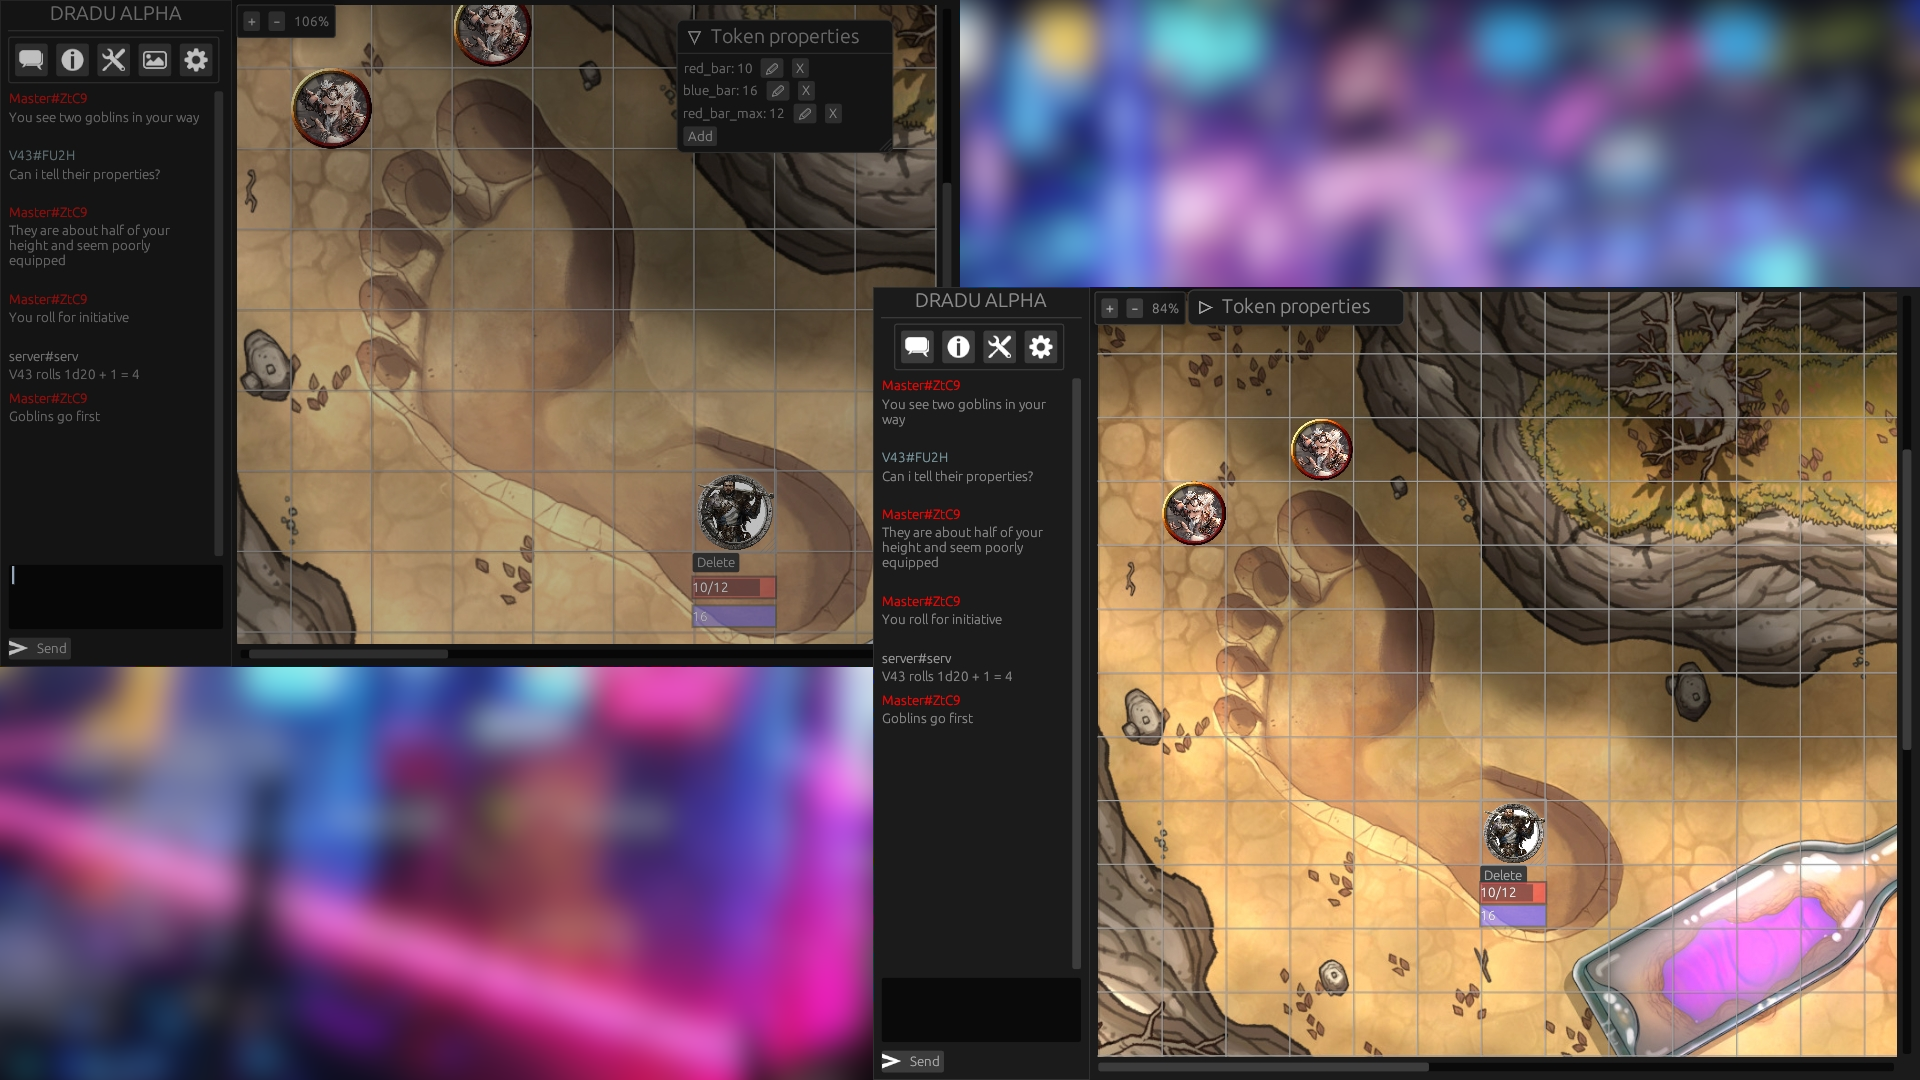 DRADU ALPHA
Master#ZtC9
You see two goblins in your way
V43#FU2H
Can i tell their properties?
Master#ZtC9
They are about half of your
height and seem poorly
equipped
Master#ZtC9
You roll for initiative
server#serv
V43 rolls 1d20 + 1 = 4
Master#ZtC9
Goblins go first
Send
+ - 106%
Token properties
red_bar: 10 X
blue_bar: 16 X
red_bar_max: 12 X
Add
Delete
10/12
16
DRADU ALPHA
Master#ZtC9
You see two goblins in your
way
V43#FU2H
Can i tell their properties?
Master#ZtC9
They are about half of your
height and seem poorly
equipped
Master#ZtC9
You roll for initiative
server#serv
V43 rolls 1d20 + 1 = 4
Master#ZtC9
Goblins go first
Send
+ - 84%
Token properties
Delete
10/12
16